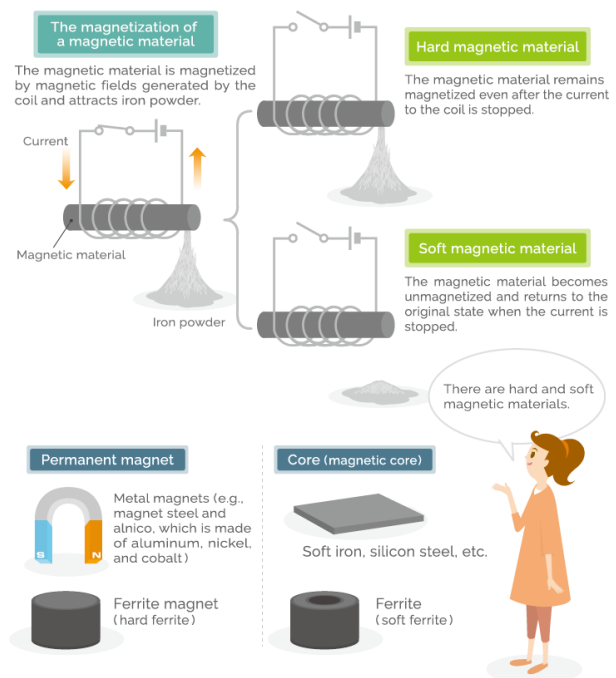 The magnetization of
a magnetic material
The magnetic material is magnetized
by magnetic fields generated by the
coil and attracts iron powder.
Current
Magnetic material
Iron powder
Hard magnetic material
The magnetic material remains
magnetized even after the current
to the coil is stopped.
Soft magnetic material
The magnetic material becomes
unmagnetized and returns to the
original state when the current is
stopped.
There are hard and soft
magnetic materials.
Permanent magnet
Metal magnets (e.g.,
magnet steel and
alnico, which is made
of aluminum, nickel,
and cobalt)
S
N
Ferrite magnet
(hard ferrite)
Core (magnetic core)
Soft iron, silicon steel, etc.
Ferrite
(soft ferrite)